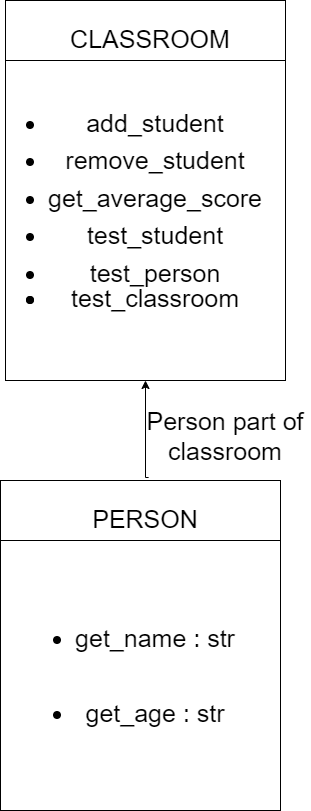 CLASSROOM
• add_student
• remove_student
• get_average_score
• test_student
• test_person
• test_classroom
Person part of
classroom
PERSON
• get_name : str
• get_age : str